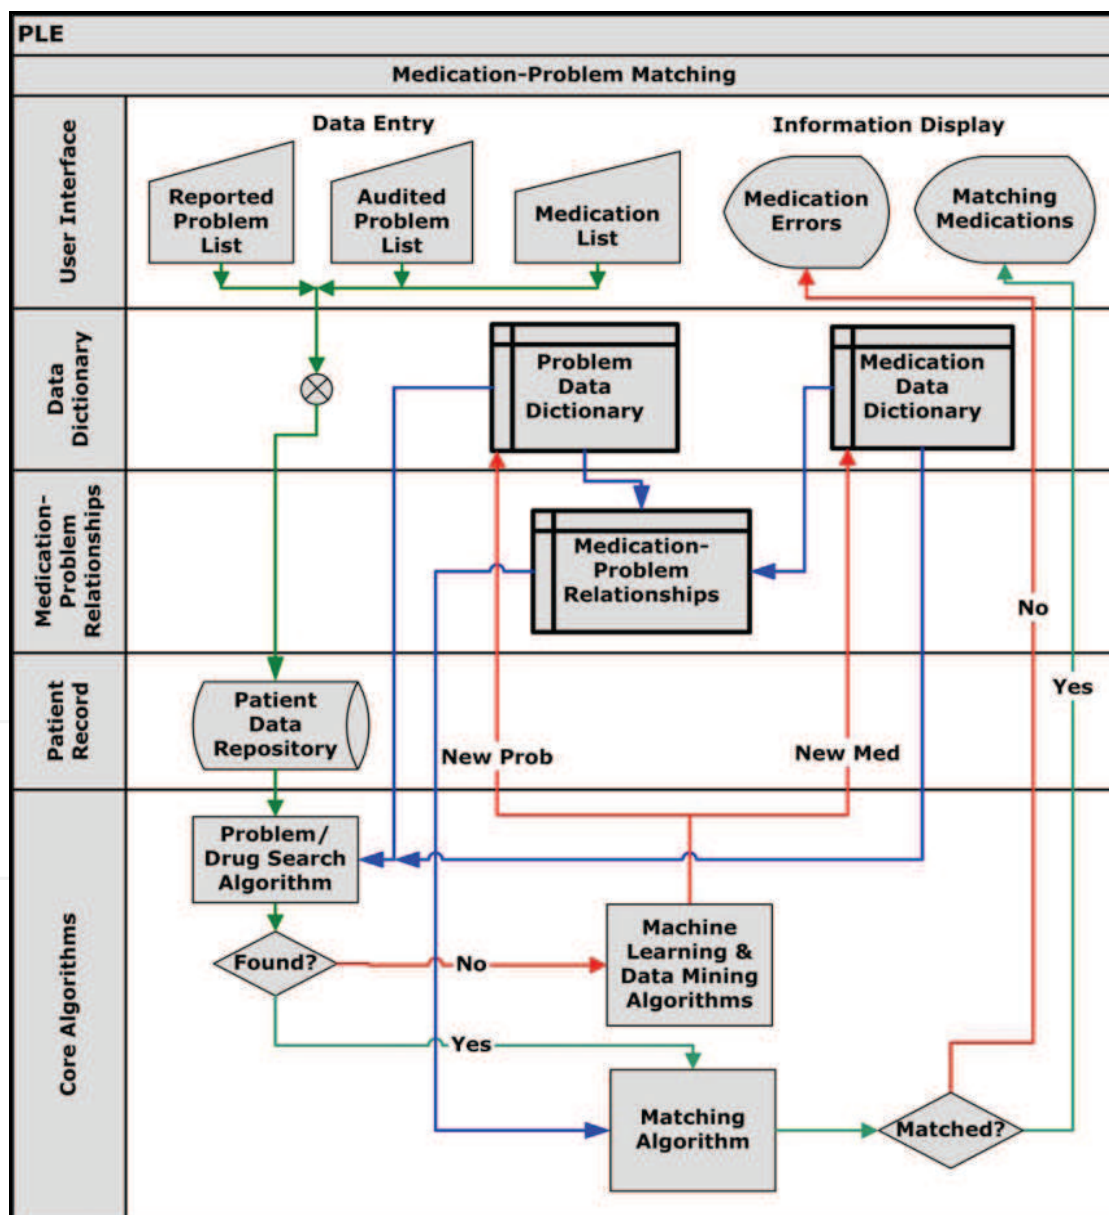 PLE
Medication-Problem Matching
User Interface
Data Entry
Information Display
Reported
Problem
List
Audited
Problem
List
Medication
List
Medication
Errors
Matching
Medications
Data
Dictionary
Problem
Data
Dictionary
Medication
Data
Dictionary
Medication-
Problem
Relationships
Medication-
Problem
Relationships
No
Patient
Record
Patient
Data
Repository
New Prob
New Med
Yes
Core Algorithms
Problem/
Drug Search
Algorithm
Found?
No
Machine
Learning &
Data Mining
Algorithms
Yes
Matching
Algorithm
Matched?